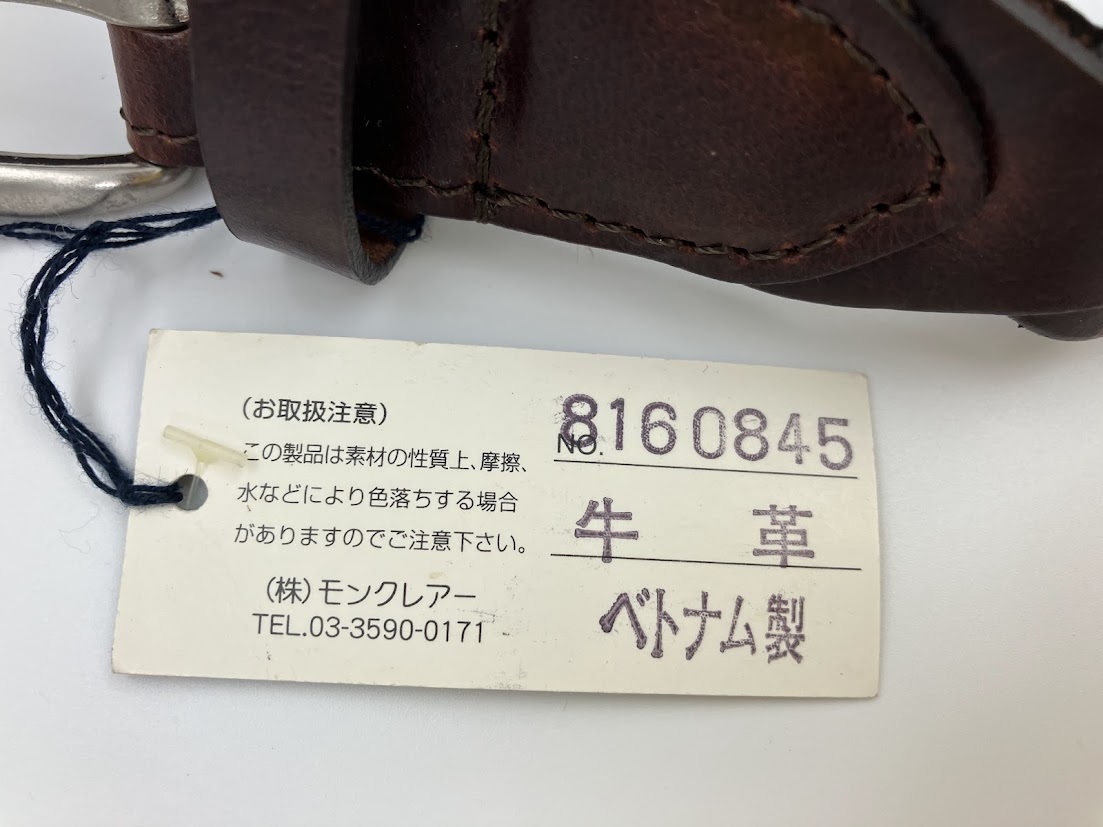 (お取扱注意)
この製品は素材の性質上、摩擦、
水などにより色落ちする場合
がありますのでご注意下さい。
(株)モンクレアー
TEL.03-3590-0171
NO. 8160845
牛 革
ベトナム製